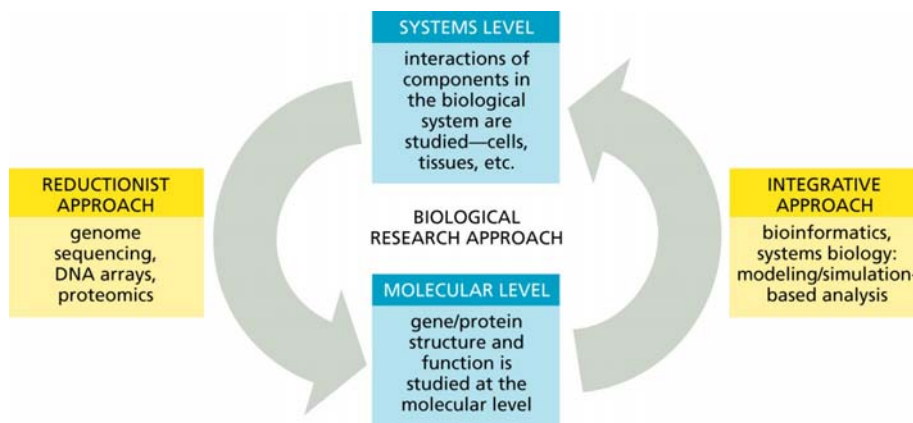 SYSTEMS LEVEL
interactions of
components in
the biological
system are
studied—cells,
tissues, etc.
REDUCTIONIST
APPROACH
genome
sequencing,
DNA arrays,
proteomics
BIOLOGICAL
RESEARCH APPROACH
INTEGRATIVE
APPROACH
bioinformatics,
systems biology:
modeling/simulation-
based analysis
MOLECULAR LEVEL
gene/protein
structure and
function is
studied at the
molecular level